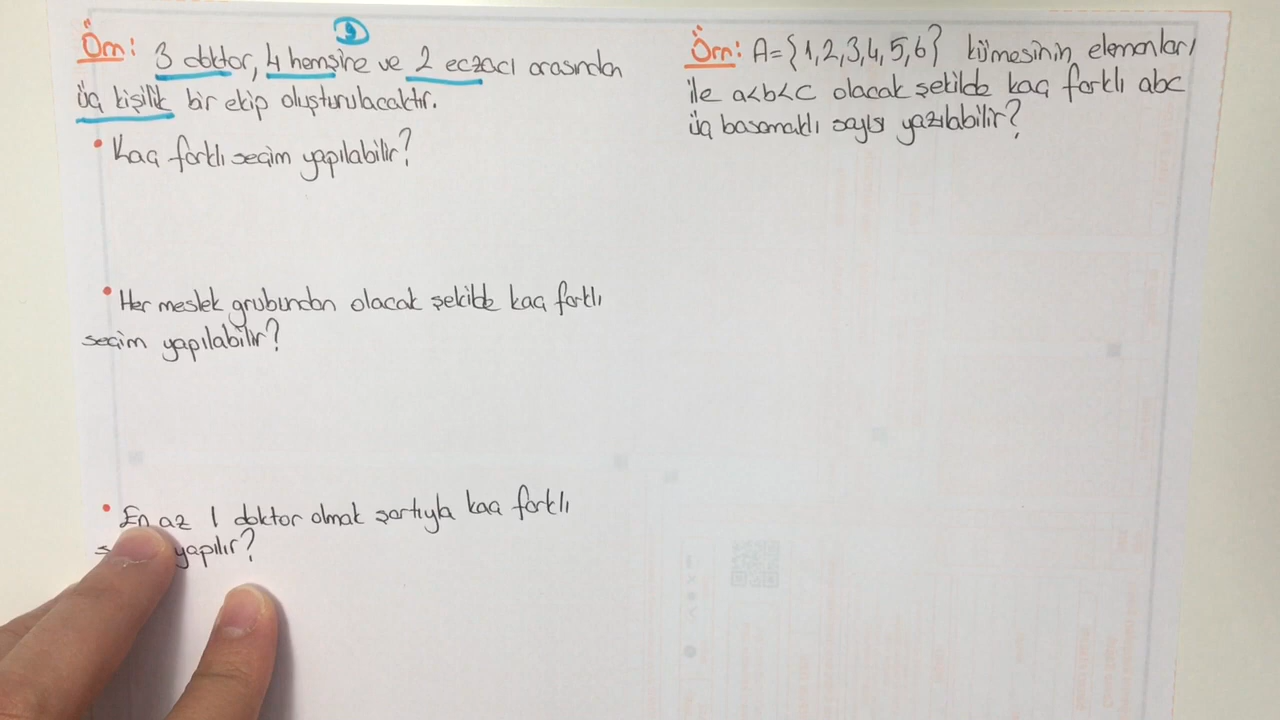 9
Örn: 3 doktor, 4 hemşire ve 2 eczacı arasından
üç kişilik bir ekip oluşturulacaktır.
• Kaç farklı seçim yapılabilir?
• Her meslek grubundan olacak şekilde kaç farklı
seçim yapılabilir?
• En az 1 doktor olmak şartıyla kaç farklı
yapılır?
Örn: A={1,2,3,4,5,6} kümesinin elemanları
ile a<b<c olacak şekilde kaç farklı abc
üç basamaklı sayısı yazılabilir?